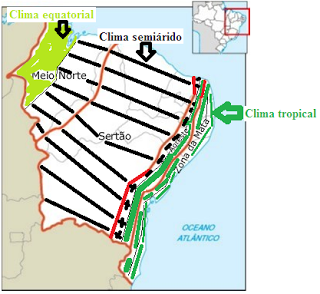 Clima equatorial
Clima semiárido
Meio Norte
Clima tropical
Sertão
Agreste
Zona da Mata
OCEANO
ATLÂNTICO